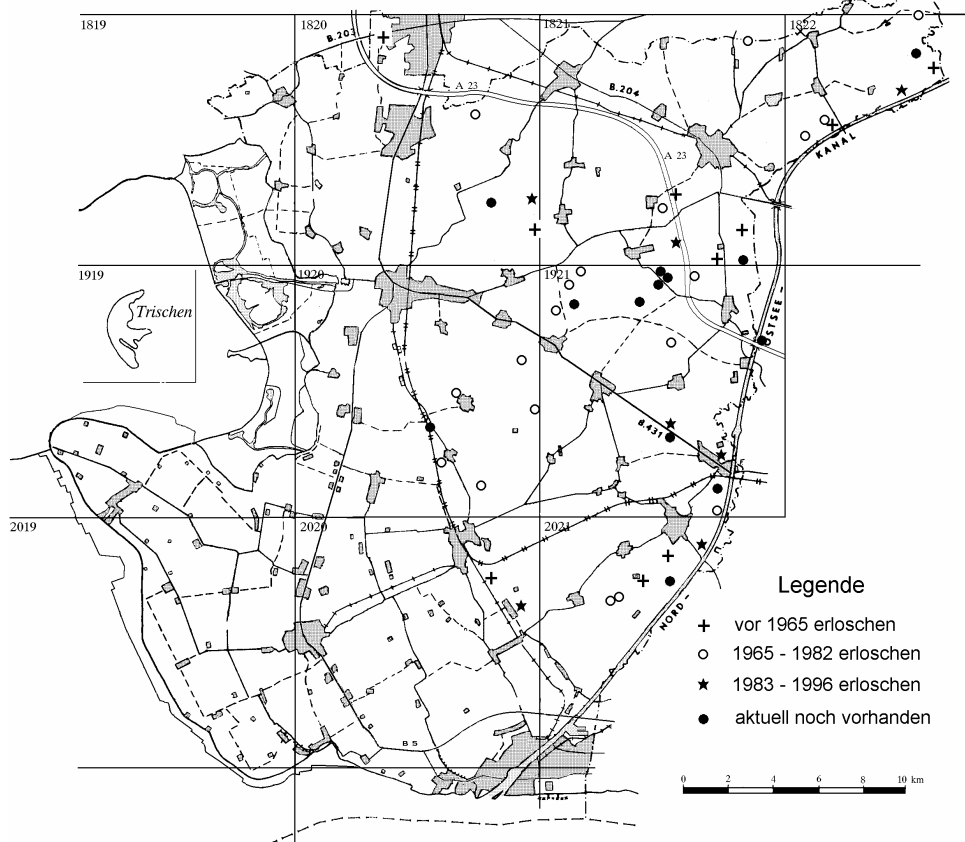 1819
1820
1821
1822
B.203
A 23
B.204
A 23
KANAL
1919
1920
1921
Trischen
OSTSEE -
B.431
2019
2020
2021
NORD -
B 5
Legende
vor 1965 erloschen
1965 - 1982 erloschen
1983 - 1996 erloschen
aktuell noch vorhanden
0 2 4 6 8 10 km